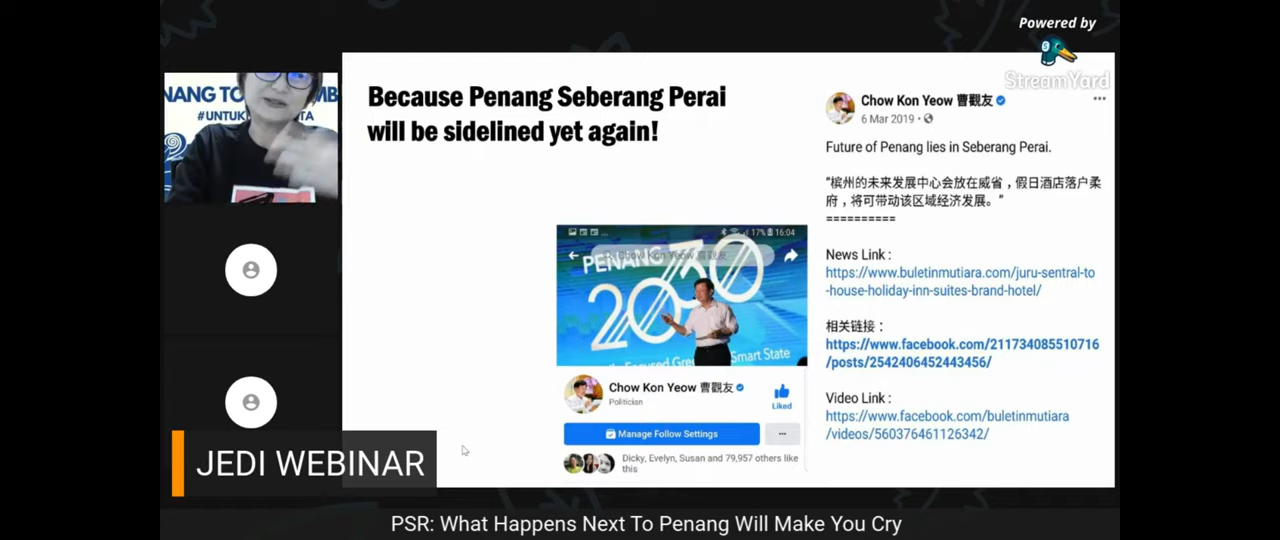 Powered by
StreamYard
Because Penang Seberang Perai
will be sidelined yet again!
Chow Kon Yeow 曹觀友
6 Mar 2019 ·
Future of Penang lies in Seberang Perai.
“槟州的未来发展中心会放在威省，假日酒店落户柔
府，将可带动该区域经济发展。”
==========
News Link :
https://www.buletinmutiara.com/juru-sentral-to
-house-holiday-inn-suites-brand-hotel/
相关链接：
https://www.facebook.com/211734085510716
/posts/2542406452443456/
Video Link :
https://www.facebook.com/buletinmutiara
/videos/560376461126342/
17% 16:04
Chow Kon Yeow 曹觀友
PENANG
2030
Smart State
Chow Kon Yeow 曹觀友
Politician
Liked
Manage Follow Settings
Dicky, Evelyn, Susan and 79,957 others like
this
#UNTUK
JEDI WEBINAR
PSR: What Happens Next To Penang Will Make You Cry